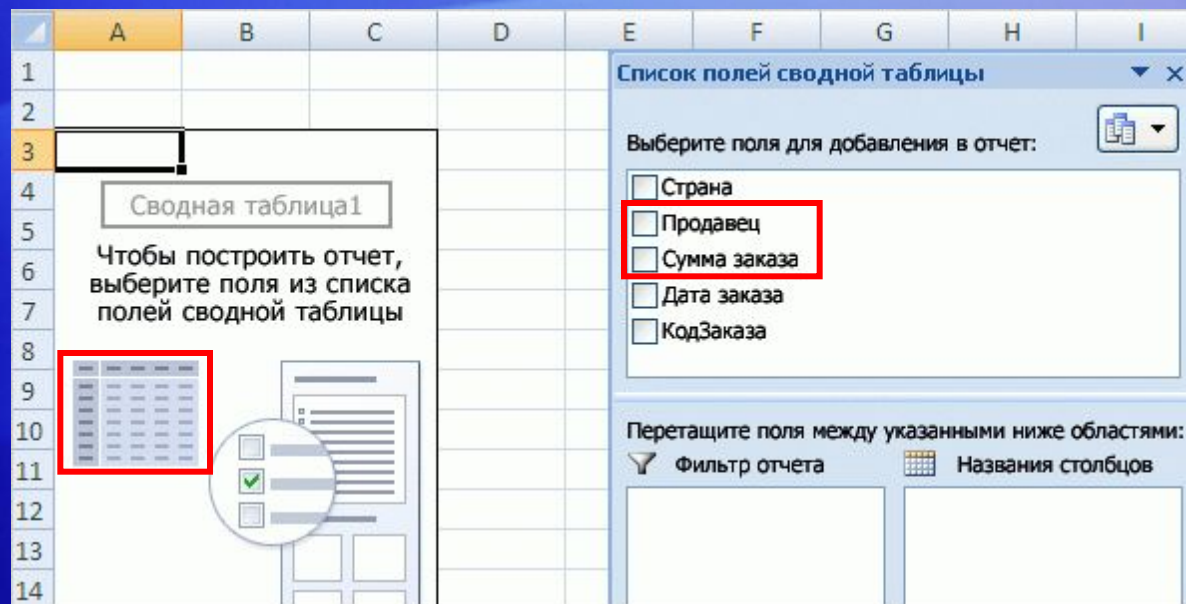 A B C D E F G H I
1
2
3
4
5
6
7
8
9
10
11
12
13
14
Сводная таблица1
Чтобы построить отчет,
выберите поля из списка
полей сводной таблицы
Список полей сводной таблицы
Выберите поля для добавления в отчет:
Страна
Продавец
Сумма заказа
Дата заказа
КодЗаказа
Перетащите поля между указанными ниже областями:
Фильтр отчета
Названия столбцов